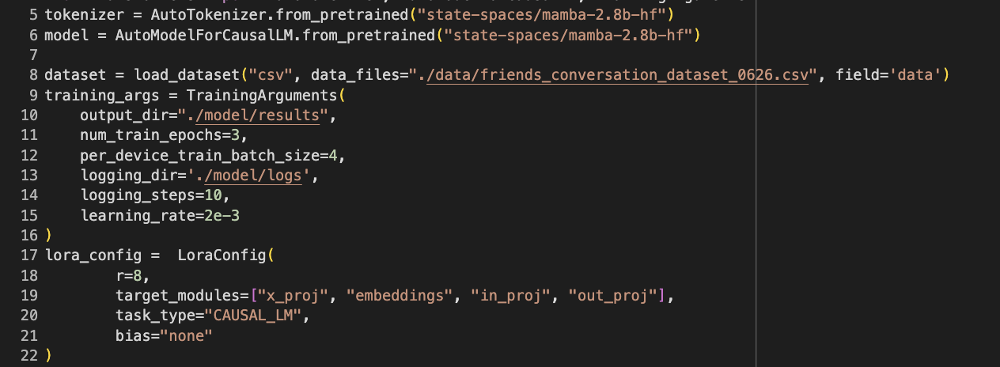 5 tokenizer = AutoTokenizer.from_pretrained("state-spaces/mamba-2.8b-hf")
6 model = AutoModelForCausalLM.from_pretrained("state-spaces/mamba-2.8b-hf")
7
8 dataset = load_dataset("csv", data_files="./data/friends_conversation_dataset_0626.csv", field='data')
9 training_args = TrainingArguments(
10     output_dir="./model/results",
11     num_train_epochs=3,
12     per_device_train_batch_size=4,
13     logging_dir='./model/logs',
14     logging_steps=10,
15     learning_rate=2e-3
16 )
17 lora_config =  LoraConfig(
18         r=8,
19         target_modules=["x_proj", "embeddings", "in_proj", "out_proj"],
20         task_type="CAUSAL_LM",
21         bias="none"
22 )